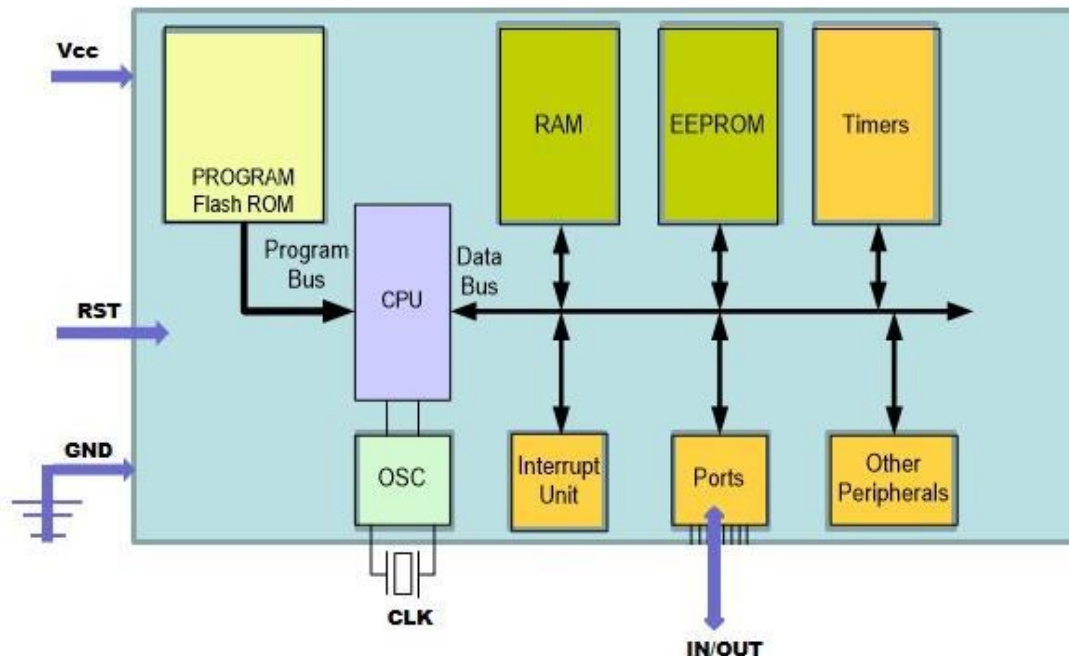 Vcc
PROGRAM
Flash ROM
RAM
EEPROM
Timers
Program
Bus
CPU
Data
Bus
RST
GND
OSC
Interrupt
Unit
Ports
Other
Peripherals
CLK
IN/OUT